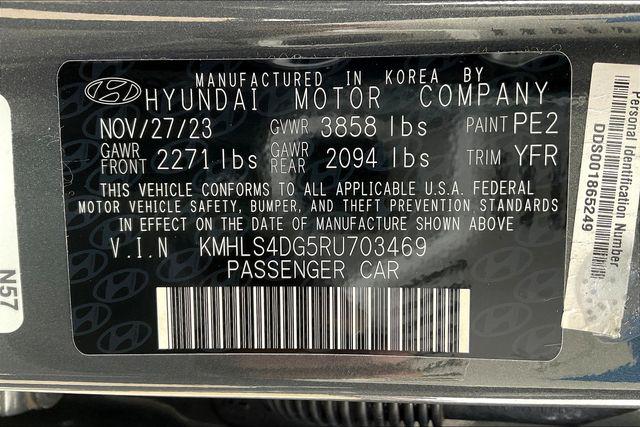 MANUFACTURED IN KOREA BY
HYUNDAI MOTOR COMPANY
NOV/27/23 GVWR 3858 lbs PAINT PE2
GAWR FRONT 2271 lbs GAWR REAR 2094 lbs TRIM YFR
THIS VEHICLE CONFORMS TO ALL APPLICABLE U.S.A. FEDERAL
MOTOR VEHICLE SAFETY, BUMPER, AND THEFT PREVENTION STANDARDS
IN EFFECT ON THE DATE OF MANUFACTURE SHOWN ABOVE
V.I.N KMHLS4DG5RU703469
PASSENGER CAR
Personal Identification Number
DDS9001865249
N57